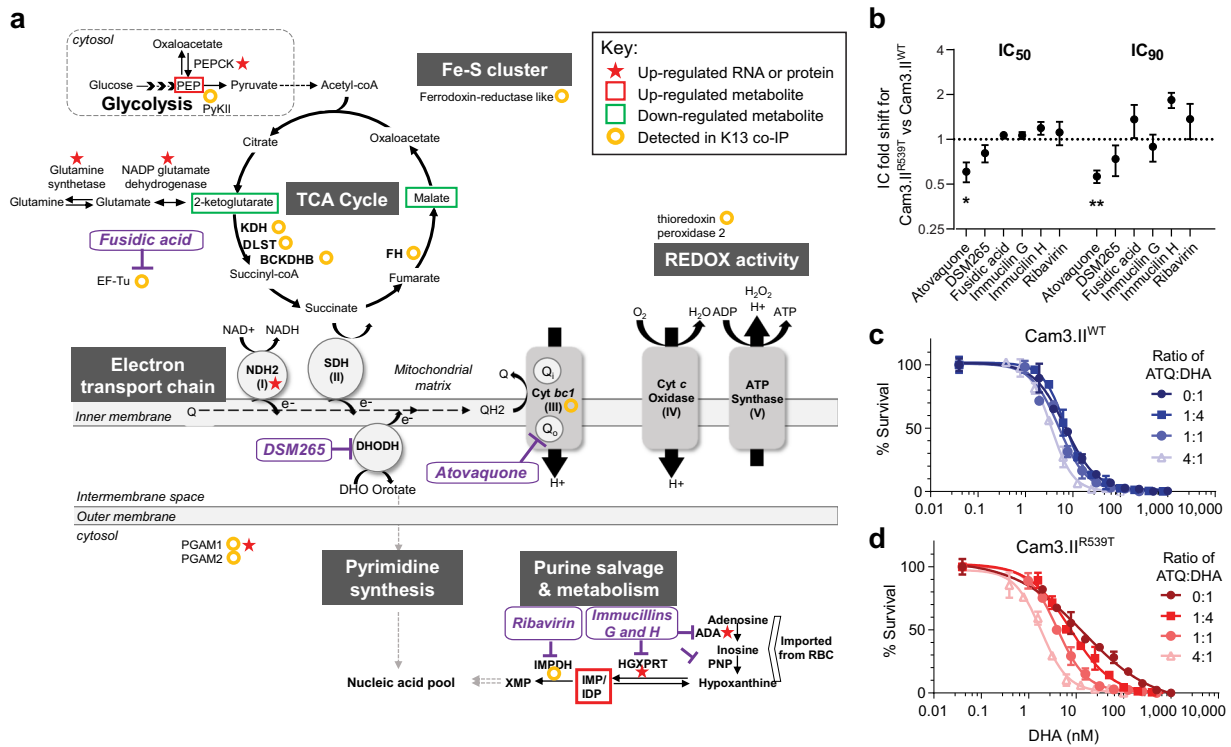 a
cytosol
Oxaloacetate
PEPCK
Glucose
PEP
Pyruvate
Acetyl-coA
Glycolysis
PyKII
Fe-S cluster
Ferrodoxin-reductase like
Key:
Up-regulated RNA or protein
Up-regulated metabolite
Down-regulated metabolite
Detected in K13 co-IP
Citrate
Oxaloacetate
Glutamine
synthetase
NADP glutamate
dehydrogenase
Glutamine
Glutamate
2-ketoglutarate
TCA Cycle
Malate
KDH
DLST
BCKDHB
Succinyl-coA
FH
Fumarate
Succinate
Fusidic acid
EF-Tu
thioredoxin
peroxidase 2
REDOX activity
NAD+
NADH
O2
H2O
ADP
H2O2
H+
ATP
Electron
transport chain
NDH2
(I)
SDH
(II)
Mitochondrial
matrix
Q
Qi
Cyt bc1
(III)
Qo
Cyt c
Oxidase
(IV)
ATP
Synthase
(V)
Inner membrane
Q
e-
e-
e-
QH2
DSM265
DHODH
Atovaquone
DHO
Orotate
H+
H+
Intermembrane space
Outer membrane
cytosol
PGAM1
PGAM2
Pyrimidine
synthesis
Purine salvage
& metabolism
Ribavirin
Immucillins
G and H
Adenosine
ADA
Inosine
PNP
Hypoxanthine
Imported
from RBC
IMPDH
HGXPRT
Nucleic acid pool
XMP
IMP/
IDP
b
IC fold shift for
Cam3.IIR539T vs Cam3.IIWT
4
2
1
0.5
0.25
IC50
IC90
*
**
Atovaquone
DSM265
Fusidic acid
Immucilin G
Immucilin H
Ribavirin
Atovaquone
DSM265
Fusidic acid
Immucilin G
Immucilin H
Ribavirin
c
Cam3.IIWT
% Survival
100
50
0
0.01
0.1
1
10
100
1,000
10,000
Ratio of
ATQ:DHA
0:1
1:4
1:1
4:1
d
Cam3.IIR539T
% Survival
100
50
0
0.01
0.1
1
10
100
1,000
10,000
DHA (nM)
Ratio of
ATQ:DHA
0:1
1:4
1:1
4:1